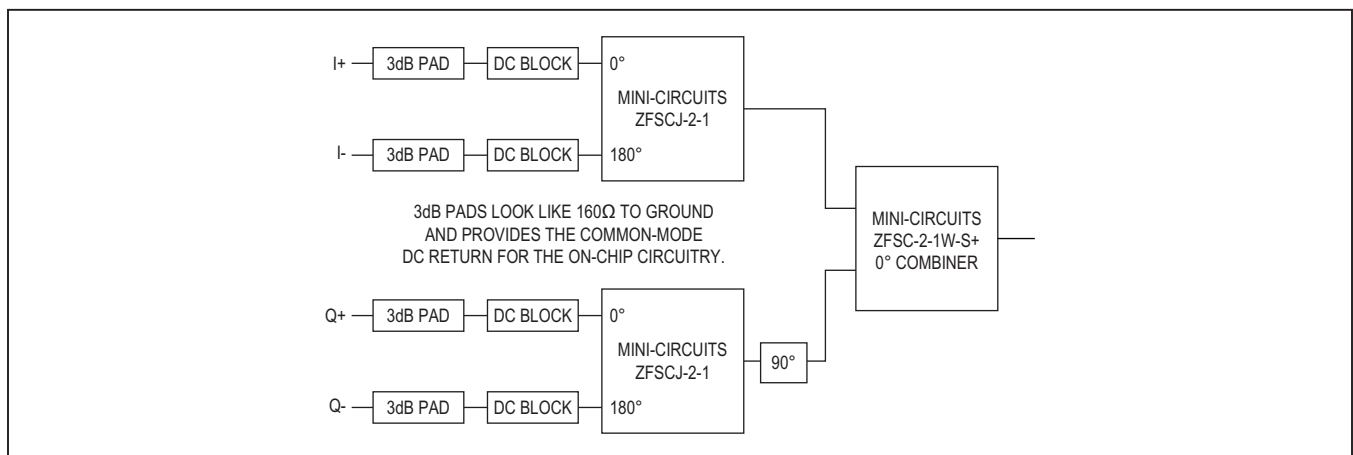 I+
3dB PAD
DC BLOCK
0°
MINI-CIRCUITS
ZFSCJ-2-1
I-
3dB PAD
DC BLOCK
180°
3dB PADS LOOK LIKE 160Ω TO GROUND
AND PROVIDES THE COMMON-MODE
DC RETURN FOR THE ON-CHIP CIRCUITRY.
MINI-CIRCUITS
ZFSC-2-1W-S+
0° COMBINER
Q+
3dB PAD
DC BLOCK
0°
MINI-CIRCUITS
ZFSCJ-2-1
90°
Q-
3dB PAD
DC BLOCK
180°